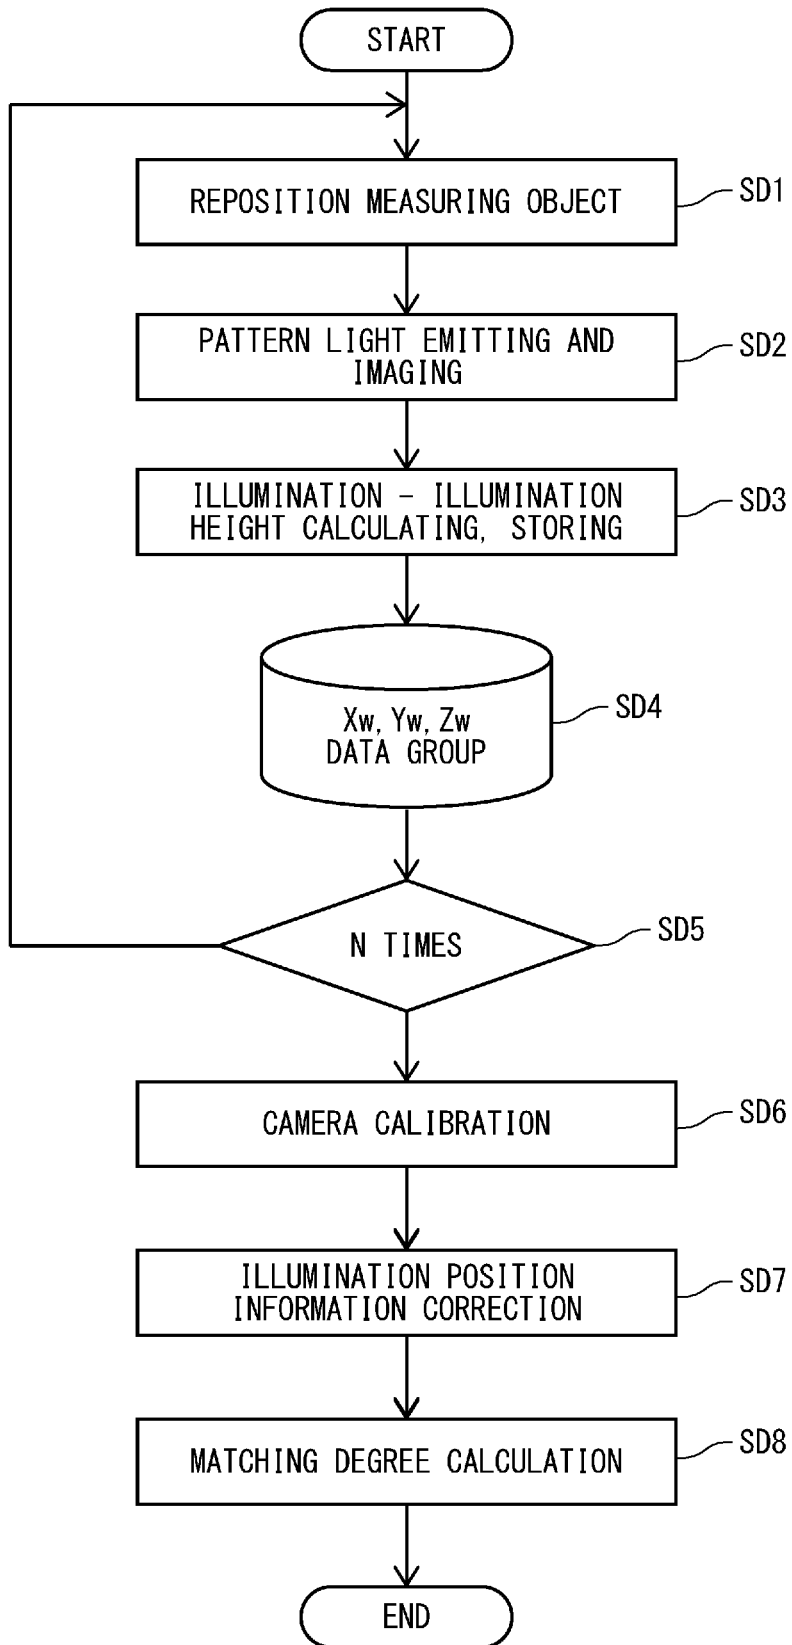 START
REPOSITION MEASURING OBJECT
SD1
PATTERN LIGHT EMITTING AND
IMAGING
SD2
ILLUMINATION - ILLUMINATION
HEIGHT CALCULATING, STORING
SD3
Xw, Yw, Zw
DATA GROUP
SD4
N TIMES
SD5
CAMERA CALIBRATION
SD6
ILLUMINATION POSITION
INFORMATION CORRECTION
SD7
MATCHING DEGREE CALCULATION
SD8
END